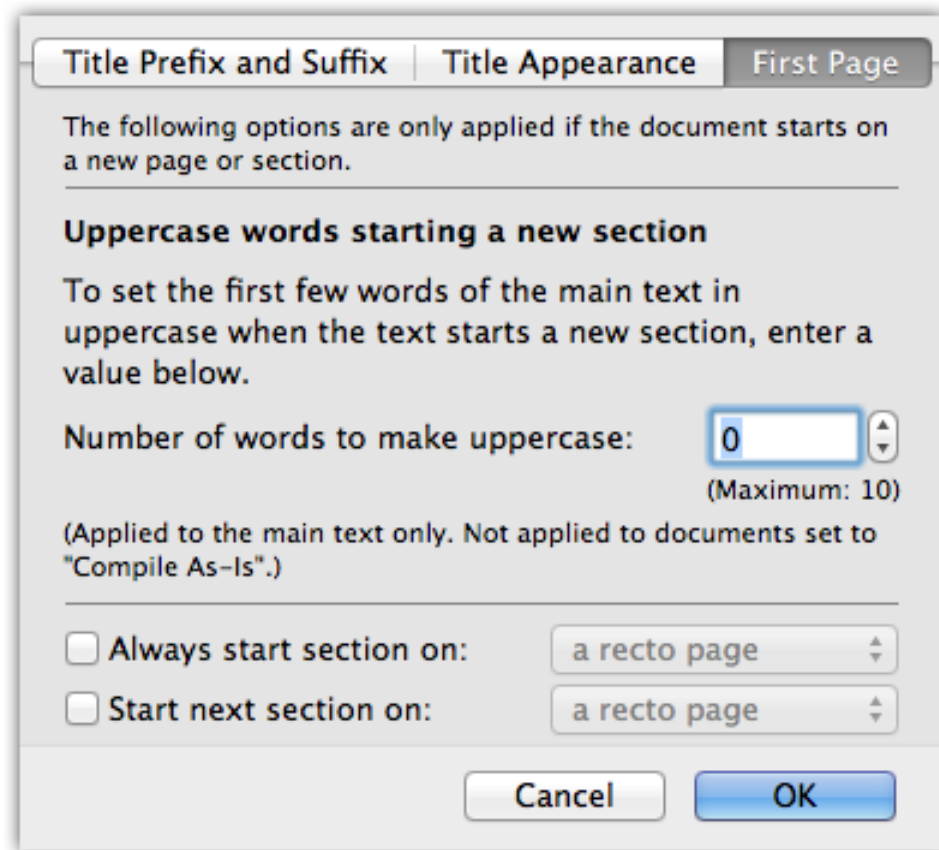 Title Prefix and Suffix Title Appearance First Page
The following options are only applied if the document starts on
a new page or section.
Uppercase words starting a new section
To set the first few words of the main text in
uppercase when the text starts a new section, enter a
value below.
Number of words to make uppercase: 0
(Maximum: 10)
(Applied to the main text only. Not applied to documents set to
"Compile As-Is".)
Always start section on: a recto page
Start next section on: a recto page
Cancel OK